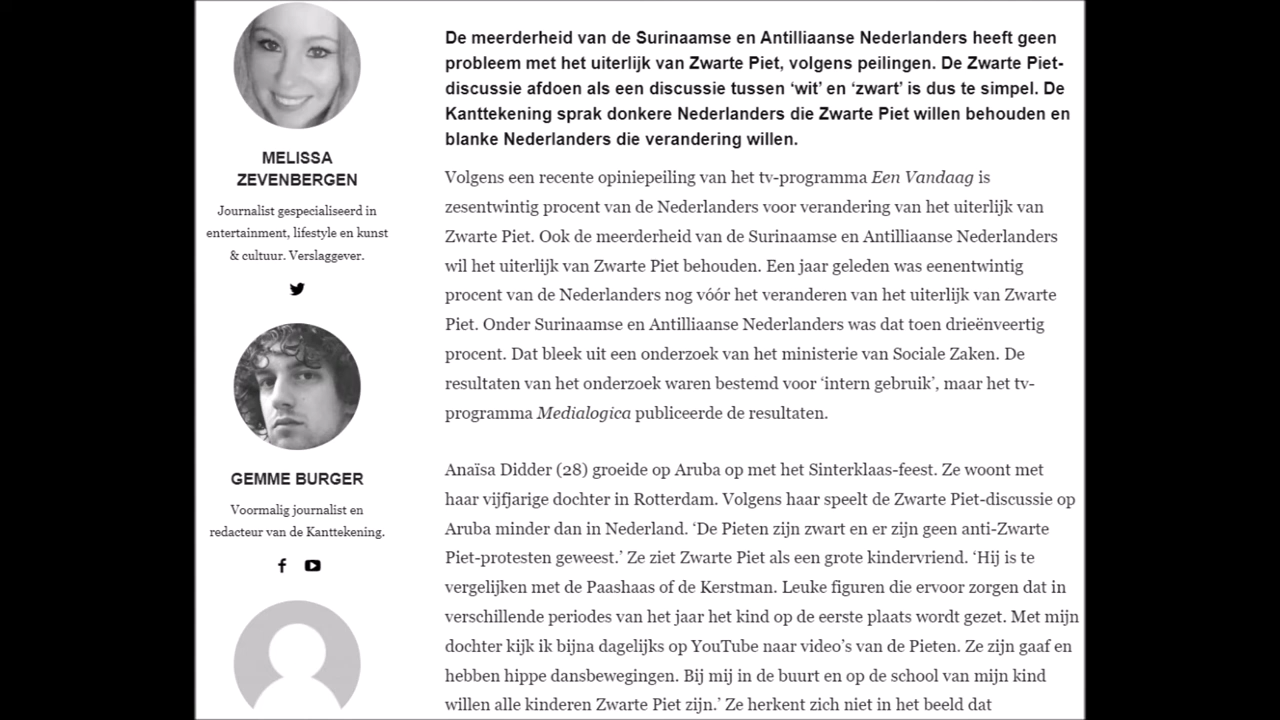 MELISSA
ZEVENBERGEN
Journalist gespecialiseerd in
entertainment, lifestyle en kunst
& cultuur. Verslaggever.
GEMME BURGER
Voormalig journalist en
redacteur van de Kanttekening.
De meerderheid van de Surinaamse en Antilliaanse Nederlanders heeft geen
probleem met het uiterlijk van Zwarte Piet, volgens peilingen. De Zwarte Piet-
discussie afdoen als een discussie tussen ‘wit’ en ‘zwart’ is dus te simpel. De
Kanttekening sprak donkere Nederlanders die Zwarte Piet willen behouden en
blanke Nederlanders die verandering willen.
Volgens een recente opiniepeiling van het tv-programma Een Vandaag is
zesentwintig procent van de Nederlanders voor verandering van het uiterlijk van
Zwarte Piet. Ook de meerderheid van de Surinaamse en Antilliaanse Nederlanders
wil het uiterlijk van Zwarte Piet behouden. Een jaar geleden was eenentwintig
procent van de Nederlanders nog vóór het veranderen van het uiterlijk van Zwarte
Piet. Onder Surinaamse en Antilliaanse Nederlanders was dat toen drieënveertig
procent. Dat bleek uit een onderzoek van het ministerie van Sociale Zaken. De
resultaten van het onderzoek waren bestemd voor ‘intern gebruik’, maar het tv-
programma Medialogica publiceerde de resultaten.
Anaïsa Didder (28) groeide op Aruba op met het Sinterklaas-feest. Ze woont met
haar vijfjarige dochter in Rotterdam. Volgens haar speelt de Zwarte Piet-discussie op
Aruba minder dan in Nederland. ‘De Pieten zijn zwart en er zijn geen anti-Zwarte
Piet-protesten geweest.’ Ze ziet Zwarte Piet als een grote kindervriend. ‘Hij is te
vergelijken met de Paashaas of de Kerstman. Leuke figuren die ervoor zorgen dat in
verschillende periodes van het jaar het kind op de eerste plaats wordt gezet. Met mijn
dochter kijk ik bijna dagelijks op YouTube naar video’s van de Pieten. Ze zijn gaaf en
hebben hippe dansbewegingen. Bij mij in de buurt en op de school van mijn kind
willen alle kinderen Zwarte Piet zijn.’ Ze herkent zich niet in het beeld dat